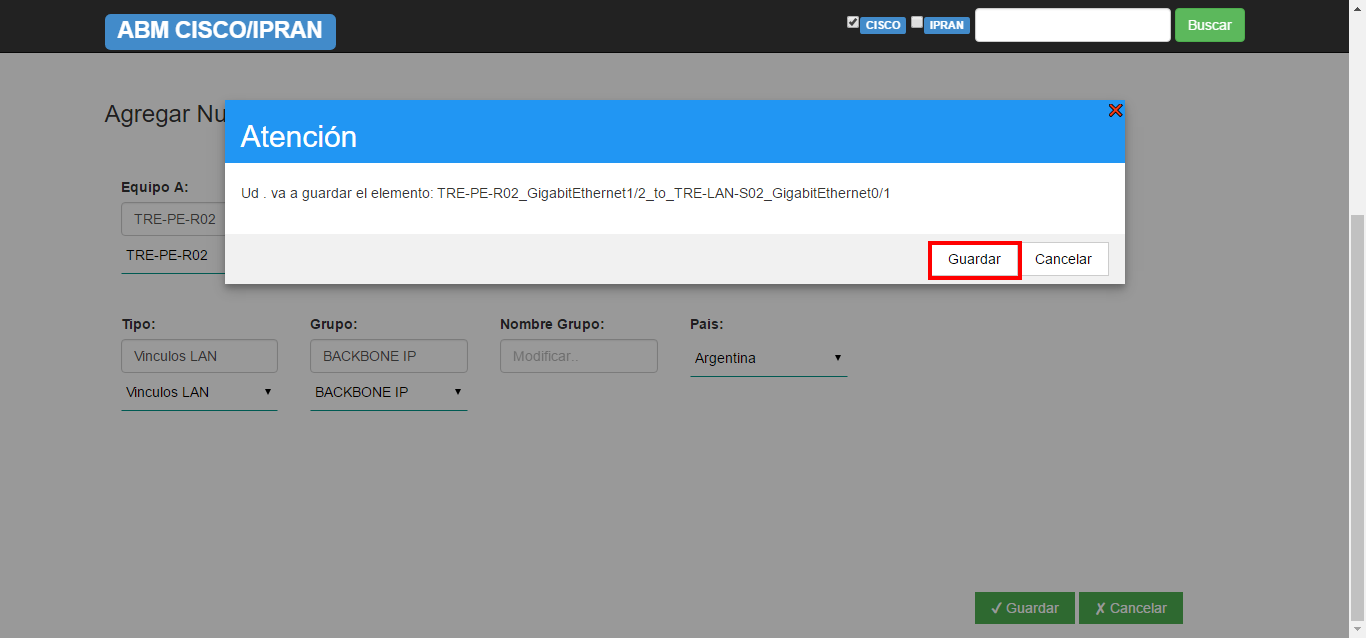 ABM CISCO/IPRAN
CISCO IPRAN Buscar
Agregar Nu
Atención
Ud . va a guardar el elemento: TRE-PE-R02_GigabitEthernet1/2_to_TRE-LAN-S02_GigabitEthernet0/1
Guardar Cancelar
Equipo A:
TRE-PE-R02
TRE-PE-R02
Tipo: Grupo: Nombre Grupo: Pais:
Vinculos LAN BACKBONE IP Modificar.. Argentina
Vinculos LAN BACKBONE IP
✓ Guardar ✗ Cancelar